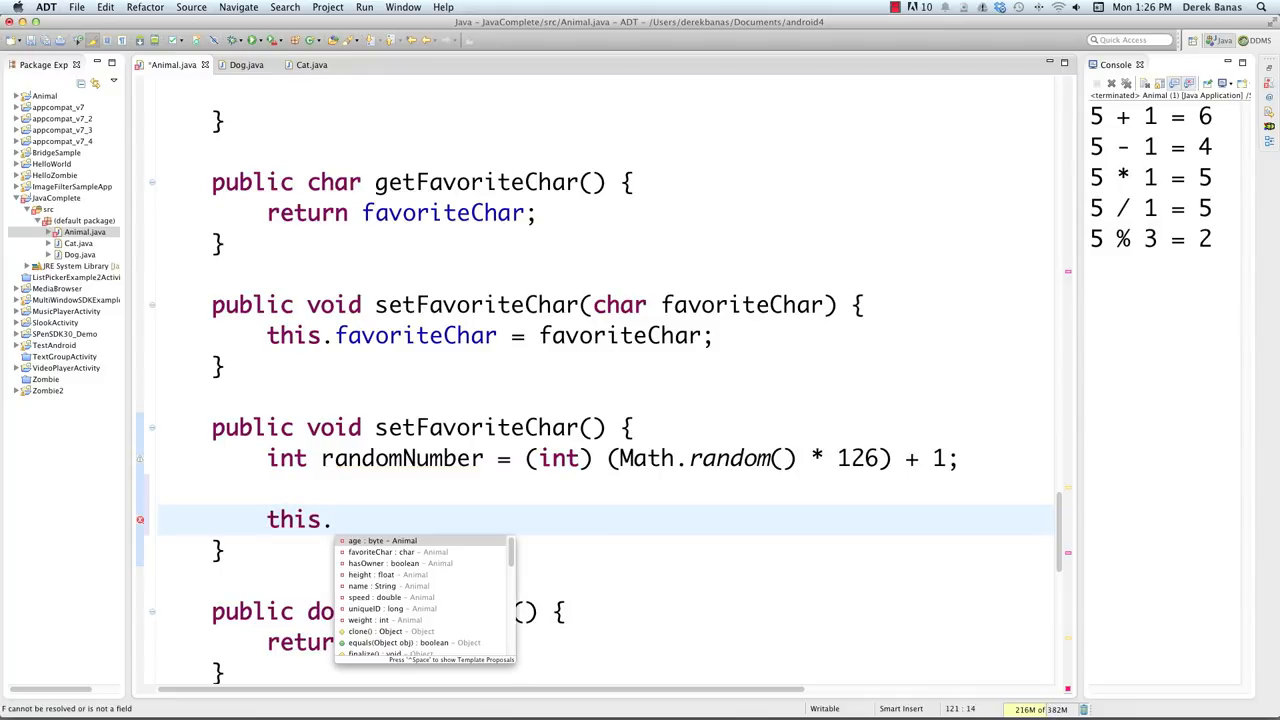 ADT File Edit Refactor Source Navigate Search Project Run Window Help 10 Mon 1:26 PM Derek Banas
Java - JavaComplete/src/Animal.java - ADT - /Users/derekbanas/Documents/android4
Quick Access Java DDMS
Package Exp
*Animal.java Dog.java Cat.java
Console
<terminated> Animal (1) [Java Application] /S
Animal
appcompat_v7
appcompat_v7_2
appcompat_v7_3
appcompat_v7_4
BridgeSample
HelloWorld
HelloZombie
ImageFilterSampleApp
JavaComplete
src
(default package)
Animal.java
Cat.java
Dog.java
JRE System Library [Ja
ListPickerExample2Activi
MediaBrowser
MultiWindowSDKExample
MusicPlayerActivity
SlookActivity
SPenSDK30_Demo
TestAndroid
TextGroupActivity
VideoPlayerActivity
Zombie
Zombie2
}
public char getFavoriteChar() {
return favoriteChar;
}
public void setFavoriteChar(char favoriteChar) {
this.favoriteChar = favoriteChar;
}
public void setFavoriteChar() {
int randomNumber = (int) (Math.random() * 126) + 1;
this.
}
public do () {
retur
}
age : byte - Animal
favoriteChar : char - Animal
hasOwner : boolean - Animal
height : float - Animal
name : String - Animal
speed : double - Animal
uniqueID : long - Animal
weight : int - Animal
clone() : Object - Object
equals(Object obj) : boolean - Object
finalize() : void - Object
Press '^Space' to show Template Proposals
5 + 1 = 6
5 - 1 = 4
5 * 1 = 5
5 / 1 = 5
5 % 3 = 2
F cannot be resolved or is not a field Writable Smart Insert 121 : 14 216M of 382M